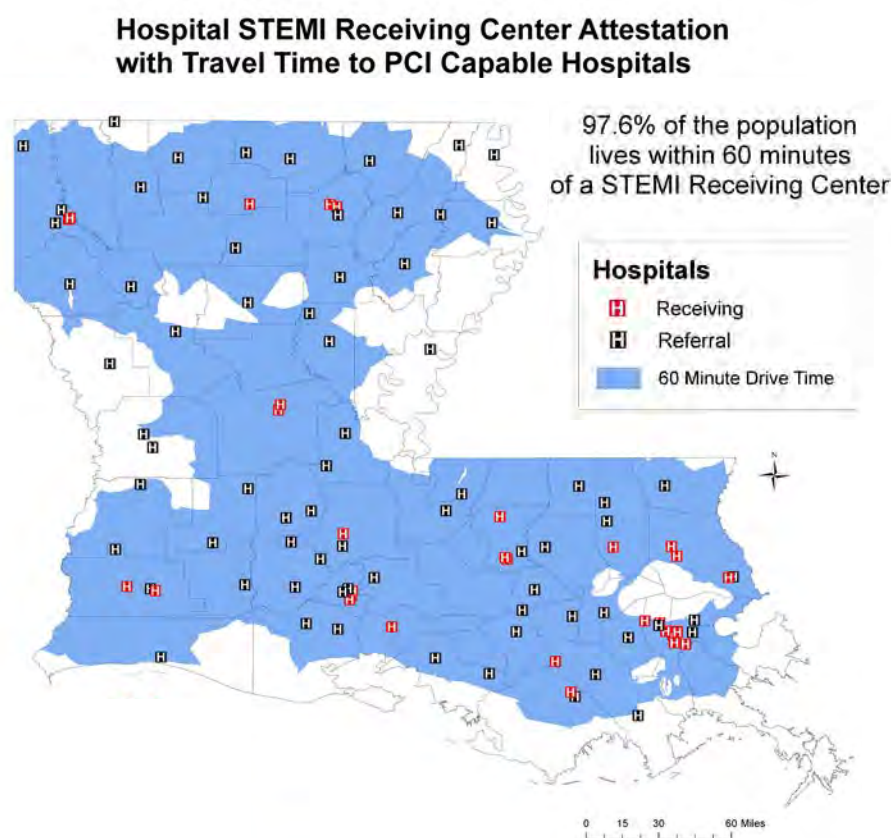 Hospital STEMI Receiving Center Attestation
with Travel Time to PCI Capable Hospitals
97.6% of the population
lives within 60 minutes
of a STEMI Receiving Center
Hospitals
H Receiving
H Referral
60 Minute Drive Time
N
0 15 30 60 Miles